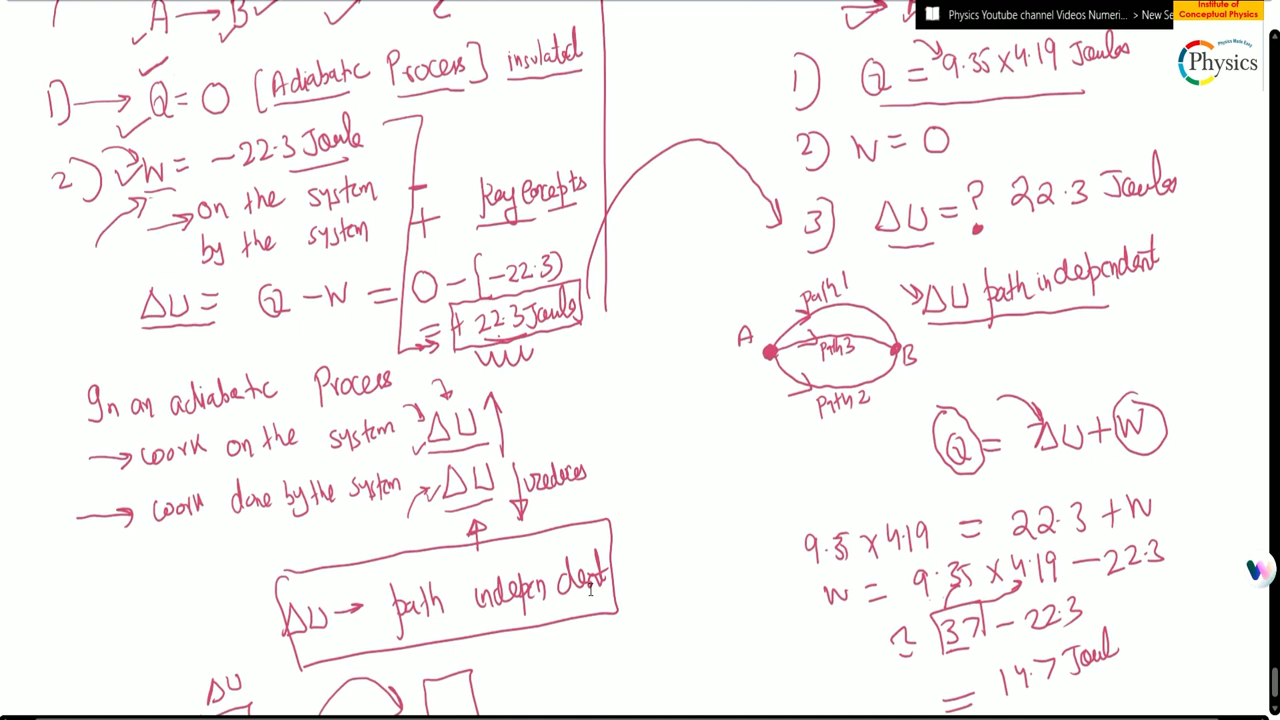 A → B
1) → Q = 0 [Adiabatic Process] insulated
2) W = -22.3 Joule
→ on the system -
by the system +
Key concepts
ΔU = Q - W = 0 - (-22.3)
= + 22.3 Joule
In an adiabatic Process
→ work on the system ΔU ↑
→ work done by the system ΔU ↓ reduces
ΔU → path independent
ΔU
Physics Youtube channel Videos Numeri... > New Se
Institute of
Conceptual Physics
Physics Made Easy
Physics
1) Q = 9.35 x 4.19 Joules
2) W = 0
3) ΔU = ? 22.3 Joules
ΔU path independent
Path 1
A Path 3 B
Path 2
Q = ΔU + W
9.35 x 4.19 = 22.3 + W
W = 9.35 x 4.19 - 22.3
37 - 22.3
= 14.7 Joul